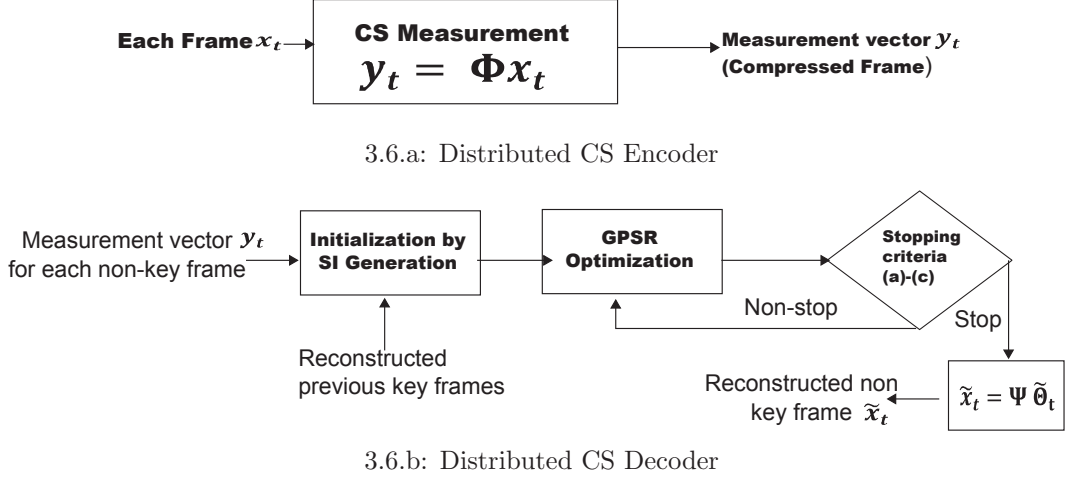 Each Frame x_t
CS Measurement
y_t = Φx_t
Measurement vector y_t
(Compressed Frame)
3.6.a: Distributed CS Encoder
Measurement vector y_t
for each non-key frame
Initialization by
SI Generation
GPSR
Optimization
Stopping
criteria
(a)-(c)
Non-stop
Stop
Reconstructed
previous key frames
Reconstructed non
key frame x̃_t
x̃_t = Ψ Θ̃_t
3.6.b: Distributed CS Decoder